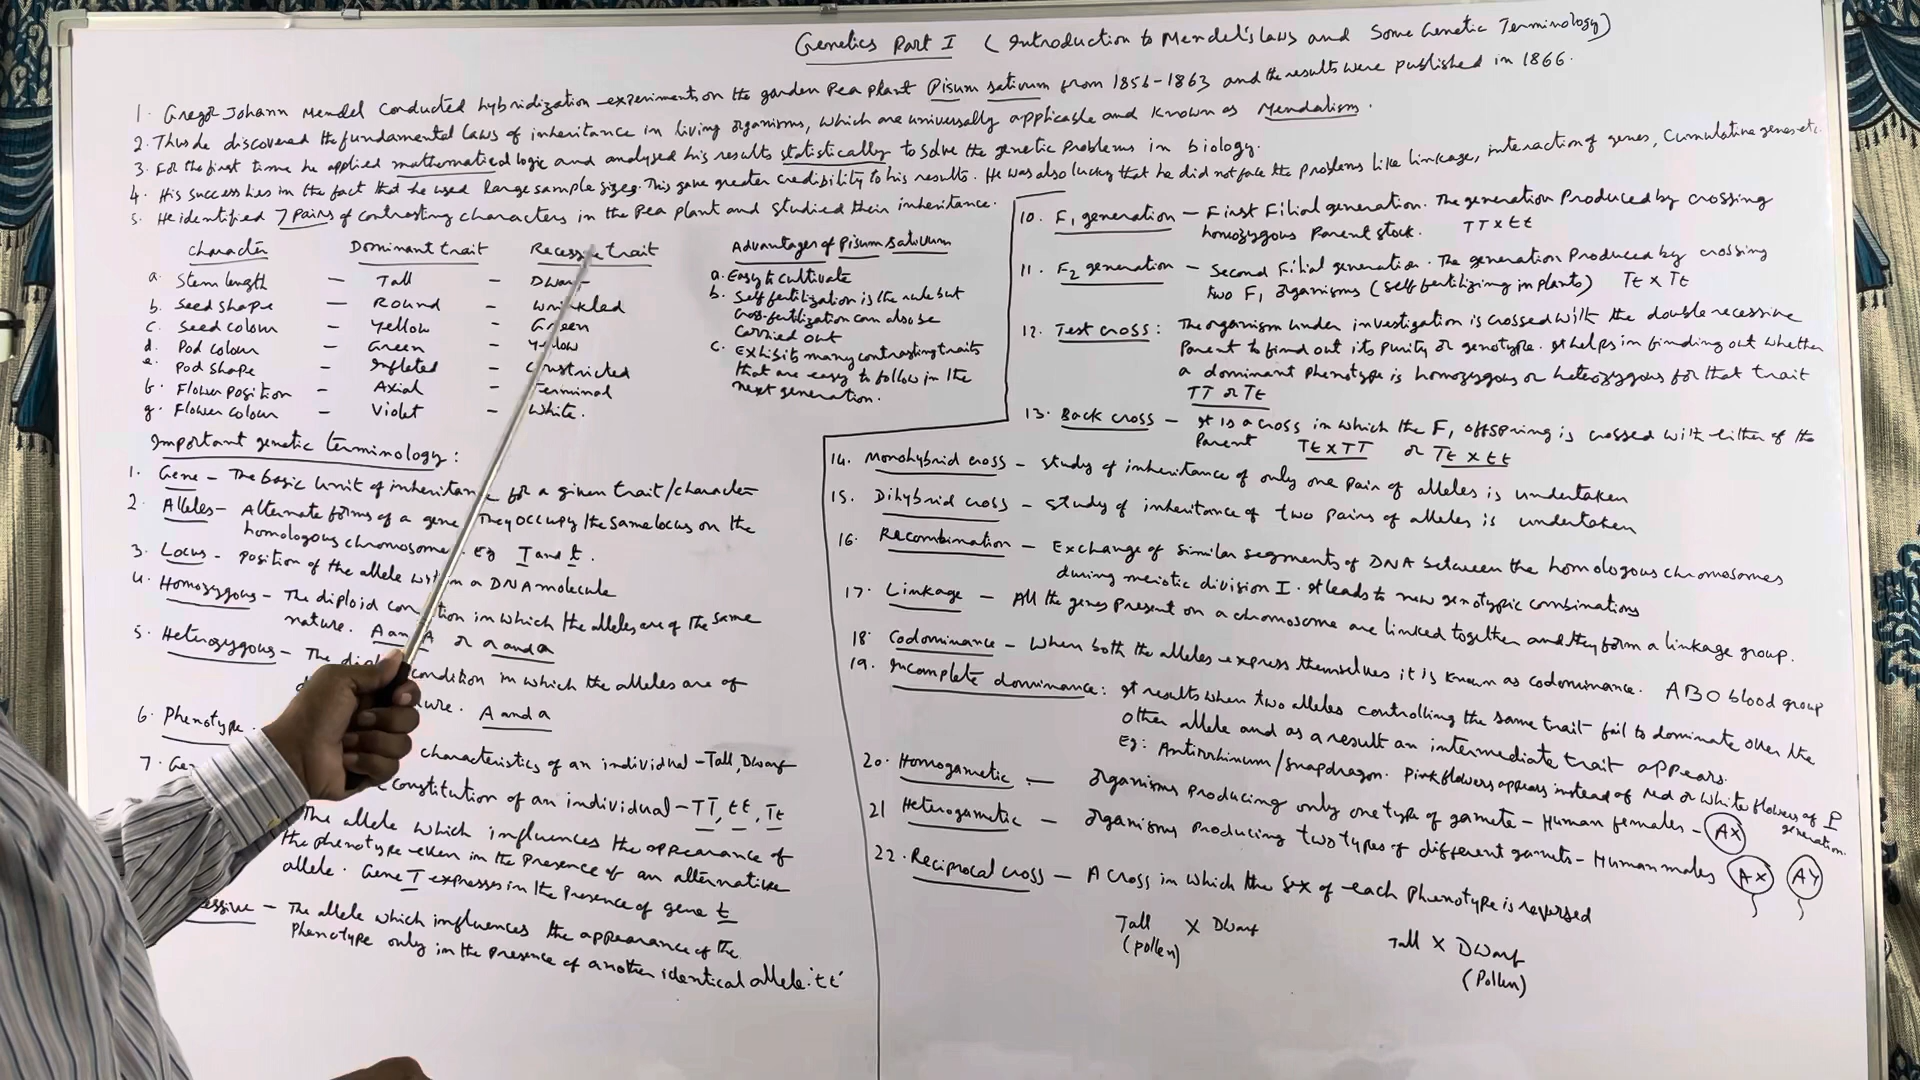 Genetics Part I (Introduction to Mendel's laws and Some Genetic Terminology)
1. Gregor Johann Mendel conducted hybridization experiments on the garden Pea plant Pisum sativum from 1856-1863 and the results were published in 1866.
2. Thus he discovered the fundamental laws of inheritance in living organisms, which are universally applicable and known as Mendalism.
3. For the first time he applied mathematical logic and analysed his results statistically to solve the genetic problems in biology.
4. His success lies in the fact that he used large sample sizes. This gave greater credibility to his results. He was also lucky that he did not face the problems like linkage, interaction of genes, Cumulative genes etc.
5. He identified 7 pairs of contrasting characters in the Pea plant and studied their inheritance.
Character Dominant trait Recessive trait
a. Stem length - Tall - Dwarf
b. Seed shape - Round - Wrinkled
c. Seed colour - Yellow - Green
d. Pod colour - Green - Yellow
e. Pod shape - Inflated - Constricted
f. Flower position - Axial - Terminal
g. Flower colour - Violet - White.
Advantages of Pisum sativum
a. Easy to cultivate
b. Self fertilization is the rule but
cross-fertilization can also be
carried out
c. Exhibits many contrasting traits
that are easy to follow in the
next generation.
Important genetic terminology:
1. Gene - The basic unit of inheritance for a given trait/character
2. Alleles - Alternate forms of a gene They occupy the same locus on the
homologous chromosome. Eg T and t.
3. Locus - position of the allele within a DNA molecule
4. Homozygous - The diploid condition in which the alleles are of the same
nature. A and A or a and a
5. Heterozygous - The diploid condition in which the alleles are of
A and a
6. Phenotype
characteristics of an individual - Tall, Dwarf
7.
constitution of an individual - TT, tt, Tt
The allele which influences the appearance of
the phenotype even in the presence of an alternative
allele. Gene T expresses in the presence of gene t
The allele which influences the appearance of the
phenotype only in the presence of another identical allele 'tt'
10. F1 generation - First Filial generation. The generation produced by crossing
homozygous parent stock. TT x tt
11. F2 generation - Second Filial generation. The generation produced by crossing
two F1 organisms (self fertilizing in plants) Tt x Tt
12. Test cross: The organism under investigation is crossed with the double recessive
parent to find out its purity or genotype. It helps in finding out whether
a dominant phenotype is homozygous or heterozygous for that trait
TT or Tt
13. Back cross - It is a cross in which the F1 offspring is crossed with either of the
parent Tt x TT or Tt x tt
14. Monohybrid cross - study of inheritance of only one pair of alleles is undertaken
15. Dihybrid cross - study of inheritance of two pairs of alleles is undertaken
16. Recombination - Exchange of similar segments of DNA between the homologous chromosomes
during meiotic division I. It leads to new genotypic combinations
17. Linkage - All the genes present on a chromosome are linked together and they form a linkage group.
18. Codominance - When both the alleles express themselves it is known as codominance. ABO blood group
19. Incomplete dominance: It results when two alleles controlling the same trait fail to dominate over the
other allele and as a result an intermediate trait appears.
Eg: Antirrhinum/Snapdragon. Pink flowers appears instead of red or white flowers of P
generation.
20. Homogametic - organisms producing only one type of gamete - Human females - AX
21 Heterogametic - organisms producing two types of different gamets - Human males AX AY
22. Reciprocal cross - A cross in which the sex of each phenotype is reversed
Tall x Dwarf
(pollen)
Tall x Dwarf
(Pollen)